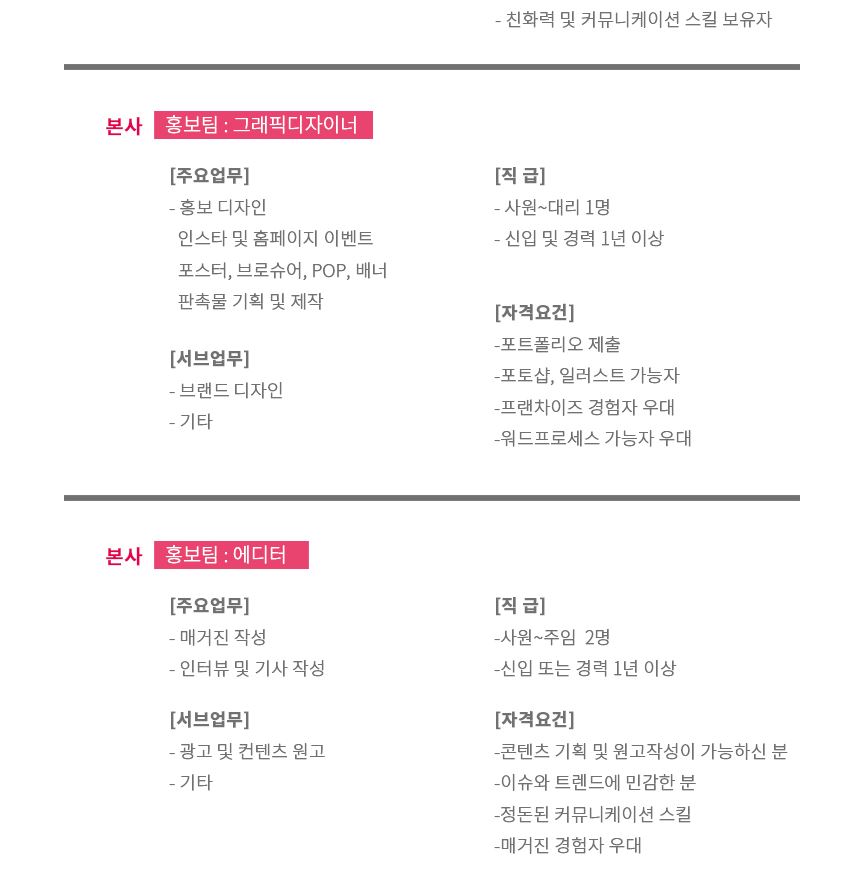 - 친화력 및 커뮤니케이션 스킬 보유자
본사 홍보팀 : 그래픽디자이너
[주요업무]
- 홍보 디자인
인스타 및 홈페이지 이벤트
포스터, 브로슈어, POP, 배너
판촉물 기획 및 제작
[서브업무]
- 브랜드 디자인
- 기타
[직 급]
- 사원~대리 1명
- 신입 및 경력 1년 이상
[자격요건]
-포트폴리오 제출
-포토샵, 일러스트 가능자
-프랜차이즈 경험자 우대
-워드프로세스 가능자 우대
본사 홍보팀 : 에디터
[주요업무]
- 매거진 작성
- 인터뷰 및 기사 작성
[서브업무]
- 광고 및 컨텐츠 원고
- 기타
[직 급]
-사원~주임 2명
-신입 또는 경력 1년 이상
[자격요건]
-콘텐츠 기획 및 원고작성이 가능하신 분
-이슈와 트렌드에 민감한 분
-정돈된 커뮤니케이션 스킬
-매거진 경험자 우대